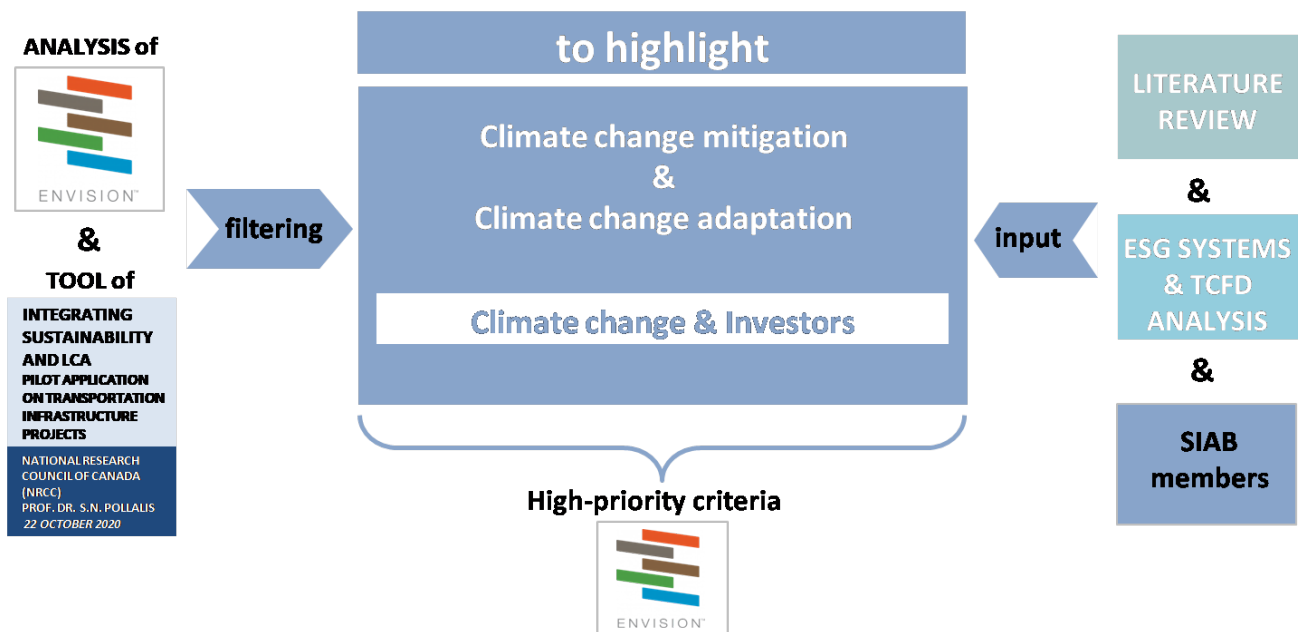 ANALYSIS of
ENVISION™
&
TOOL of
INTEGRATING
SUSTAINABILITY
AND LCA
PILOT APPLICATION
ON TRANSPORTATION
INFRASTRUCTURE
PROJECTS
NATIONAL RESEARCH
COUNCIL OF CANADA
(NRCC)
PROF. DR. S.N. POLLALIS
22 OCTOBER 2020
filtering
to highlight
Climate change mitigation
&
Climate change adaptation
Climate change & Investors
High-priority criteria
ENVISION™
input
LITERATURE
REVIEW
&
ESG SYSTEMS
& TCFD
ANALYSIS
&
SIAB
members